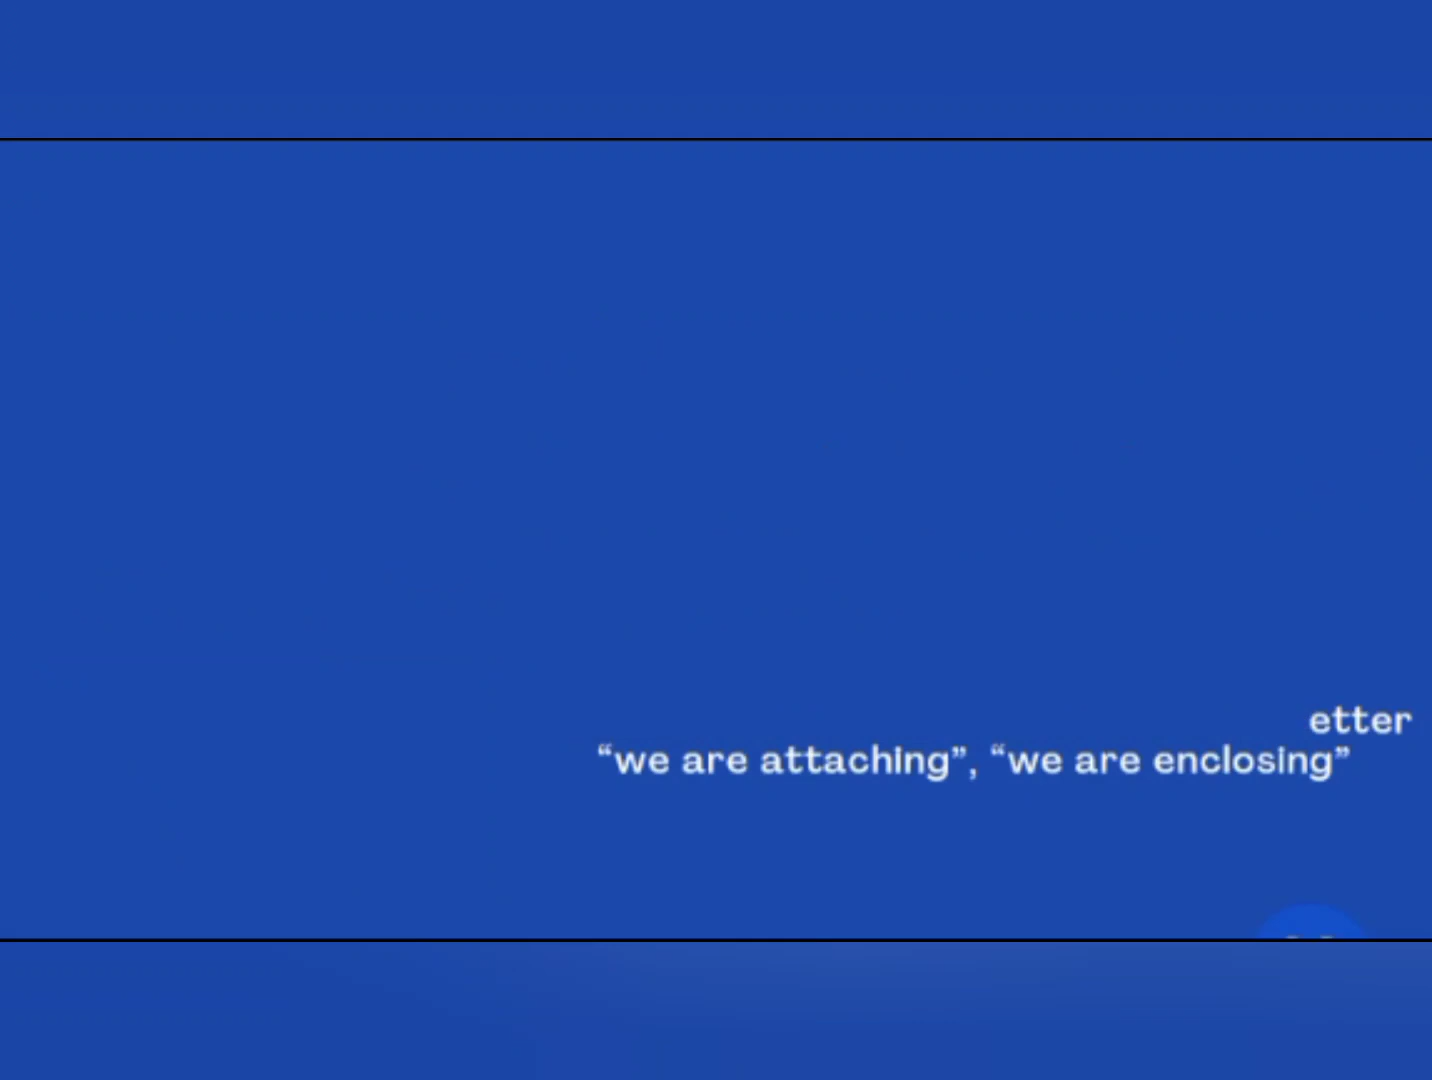 etter
“we are attaching”, “we are enclosing”